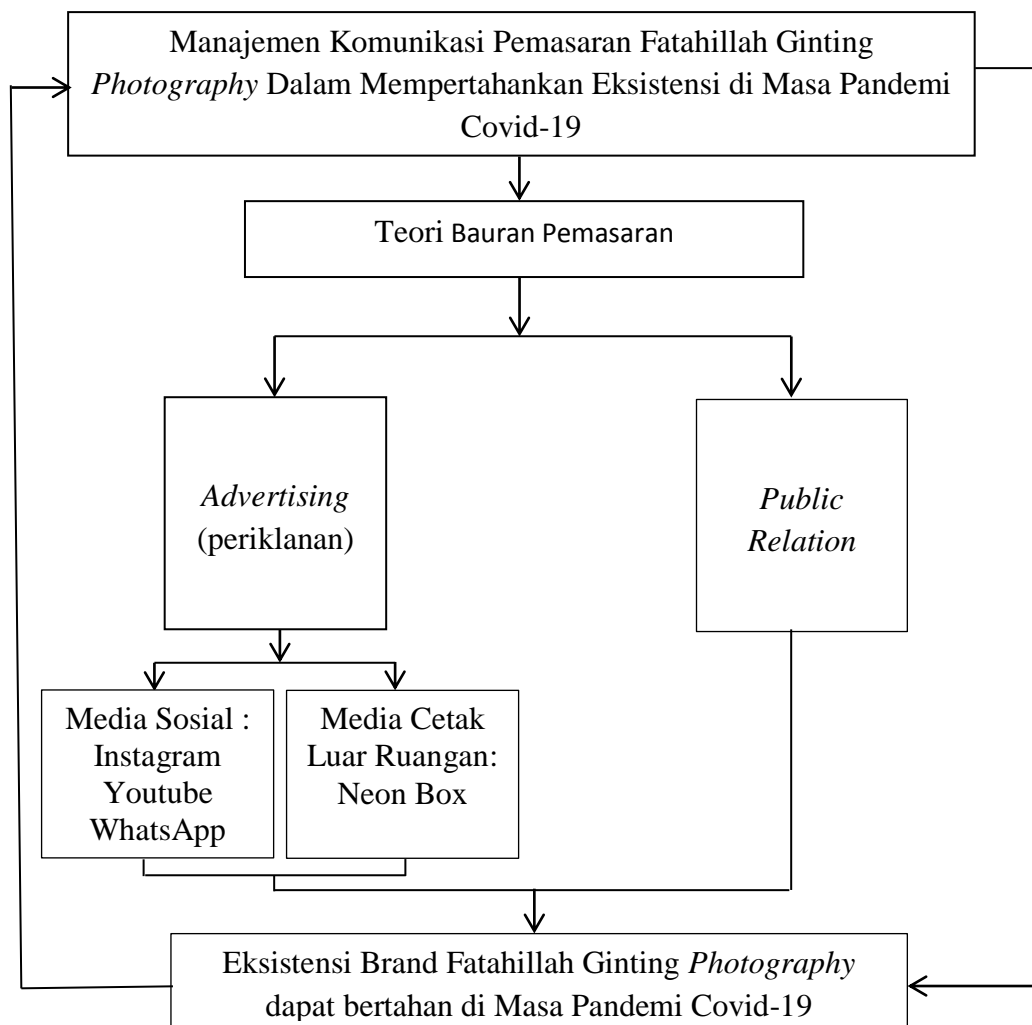 Manajemen Komunikasi Pemasaran Fatahillah Ginting
Photography Dalam Mempertahankan Eksistensi di Masa Pandemi
Covid-19
Teori Bauran Pemasaran
Advertising
(periklanan)
Public
Relation
Media Sosial :
Instagram
Youtube
WhatsApp
Media Cetak
Luar Ruangan:
Neon Box
Eksistensi Brand Fatahillah Ginting Photography
dapat bertahan di Masa Pandemi Covid-19